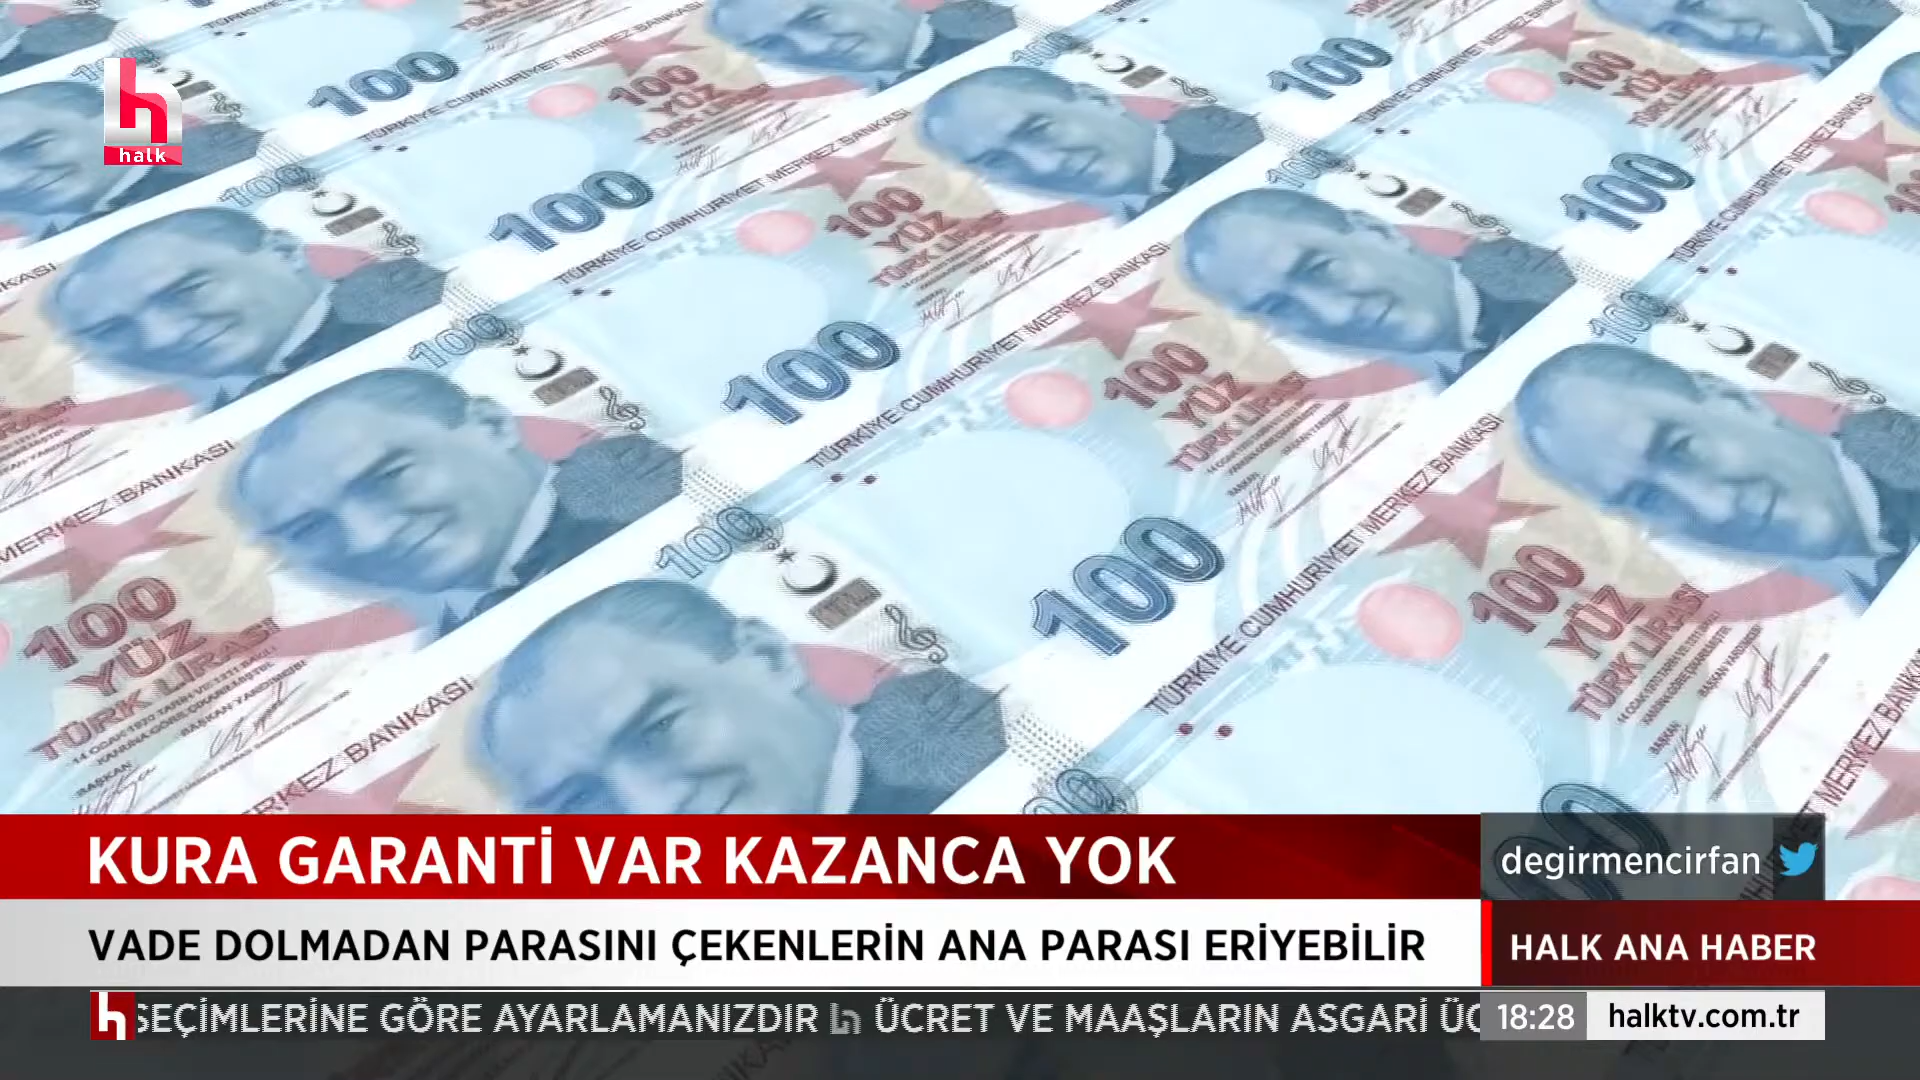 halk
100
100 YÜZ TÜRK LİRASI
TÜRKİYE CUMHURİYET MERKEZ BANKASI
KURA GARANTİ VAR KAZANCA YOK
degirmencirfan
VADE DOLMADAN PARASINI ÇEKENLERİN ANA PARASI ERİYEBİLİR
HALK ANA HABER
SEÇİMLERİNE GÖRE AYARLAMANIZDIR ÜCRET VE MAAŞLARIN ASGARİ
18:28
halktv.com.tr